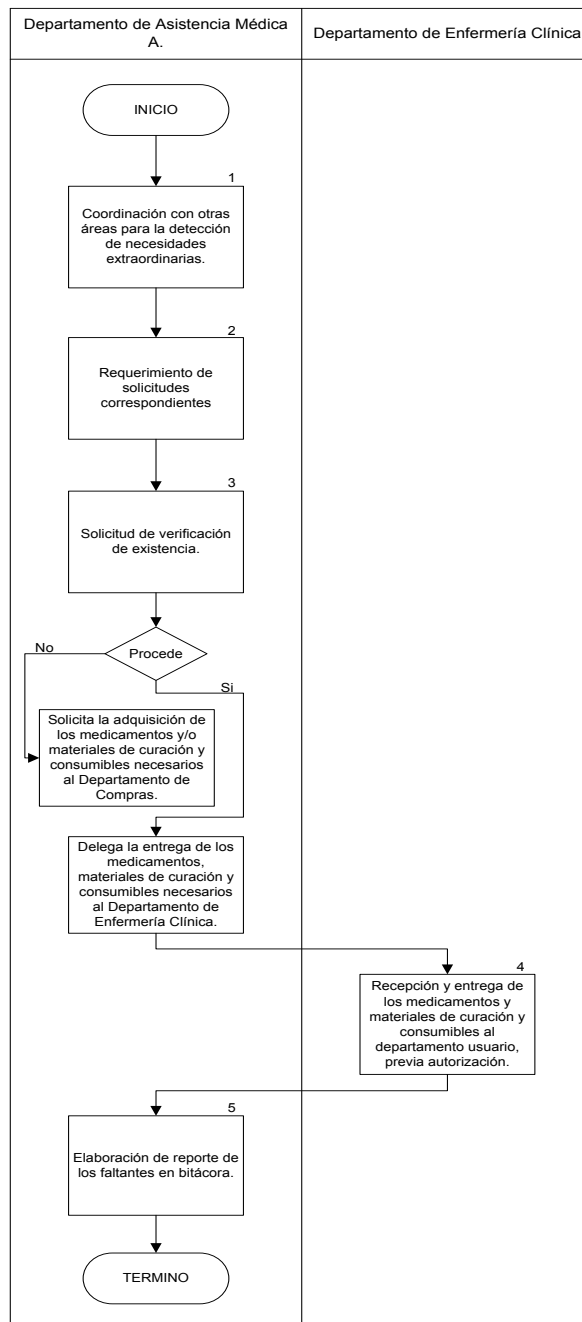 Departamento de Asistencia Médica
A.
Departamento de Enfermería Clínica
INICIO
1
Coordinación con otras
áreas para la detección
de necesidades
extraordinarias.
2
Requerimiento de
solicitudes
correspondientes
3
Solicitud de verificación
de existencia.
No
Procede
Si
Solicita la adquisición de
los medicamentos y/o
materiales de curación y
consumibles necesarios
al Departamento de
Compras.
Delega la entrega de los
medicamentos,
materiales de curación y
consumibles necesarios
al Departamento de
Enfermería Clínica.
4
Recepción y entrega de
los medicamentos y
materiales de curación y
consumibles al
departamento usuario,
previa autorización.
5
Elaboración de reporte de
los faltantes en bitácora.
TERMINO